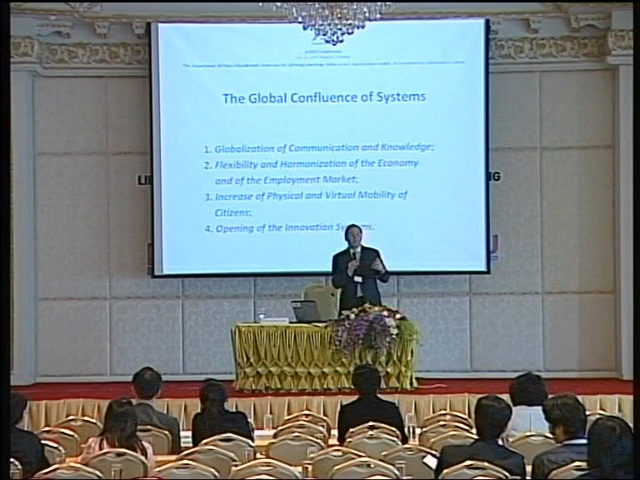 The Global Confluence of Systems
1. Globalization of Communication and Knowledge;
2. Flexibility and Harmonization of the Economy
and of the Employment Market;
3. Increase of Physical and Virtual Mobility of
Citizens;
4. Opening of the Innovation